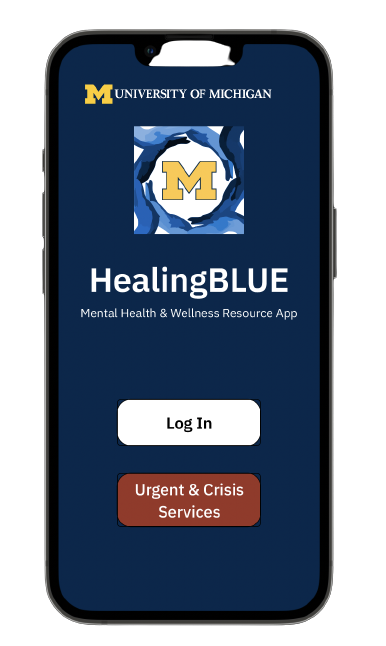 M UNIVERSITY OF MICHIGAN
M
HealingBLUE
Mental Health & Wellness Resource App
Log In
Urgent & Crisis
Services